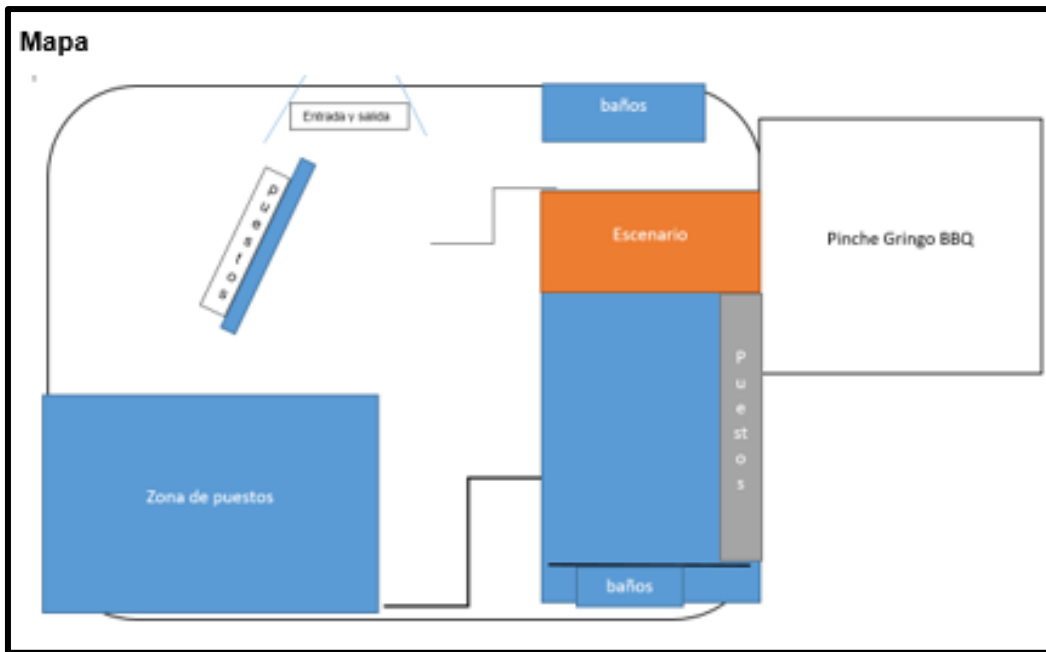 Mapa
Entrada y salida
baños
Puestos
Escenario
Pinche Gringo BBQ
Puestos
Zona de puestos
baños